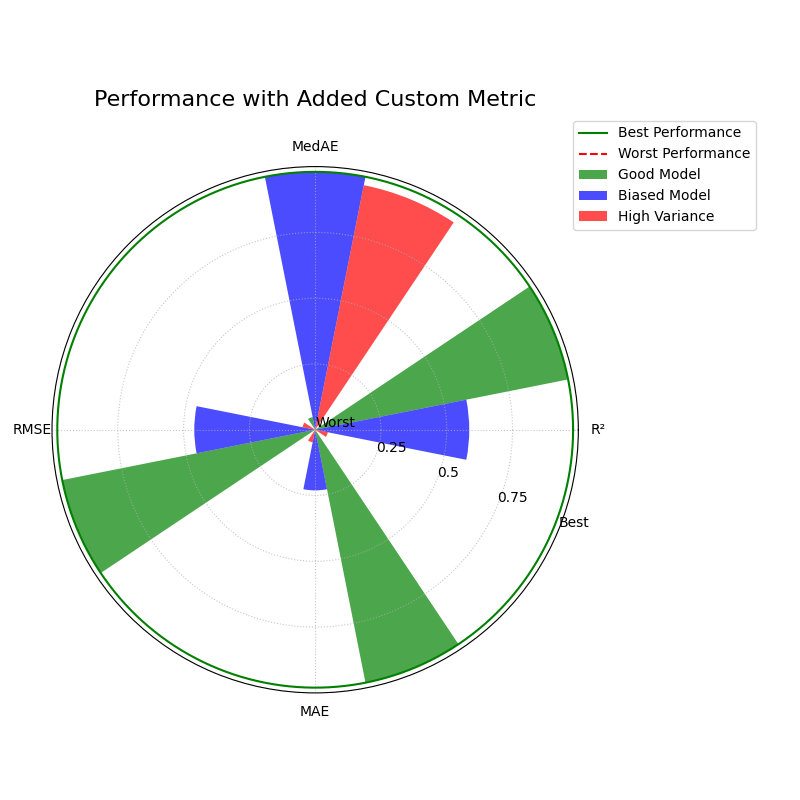 Performance with Added Custom Metric
Best Performance
Worst Performance
Good Model
Biased Model
High Variance
MedAE
RMSE
R²
MAE
Worst
0.25
0.5
0.75
Best